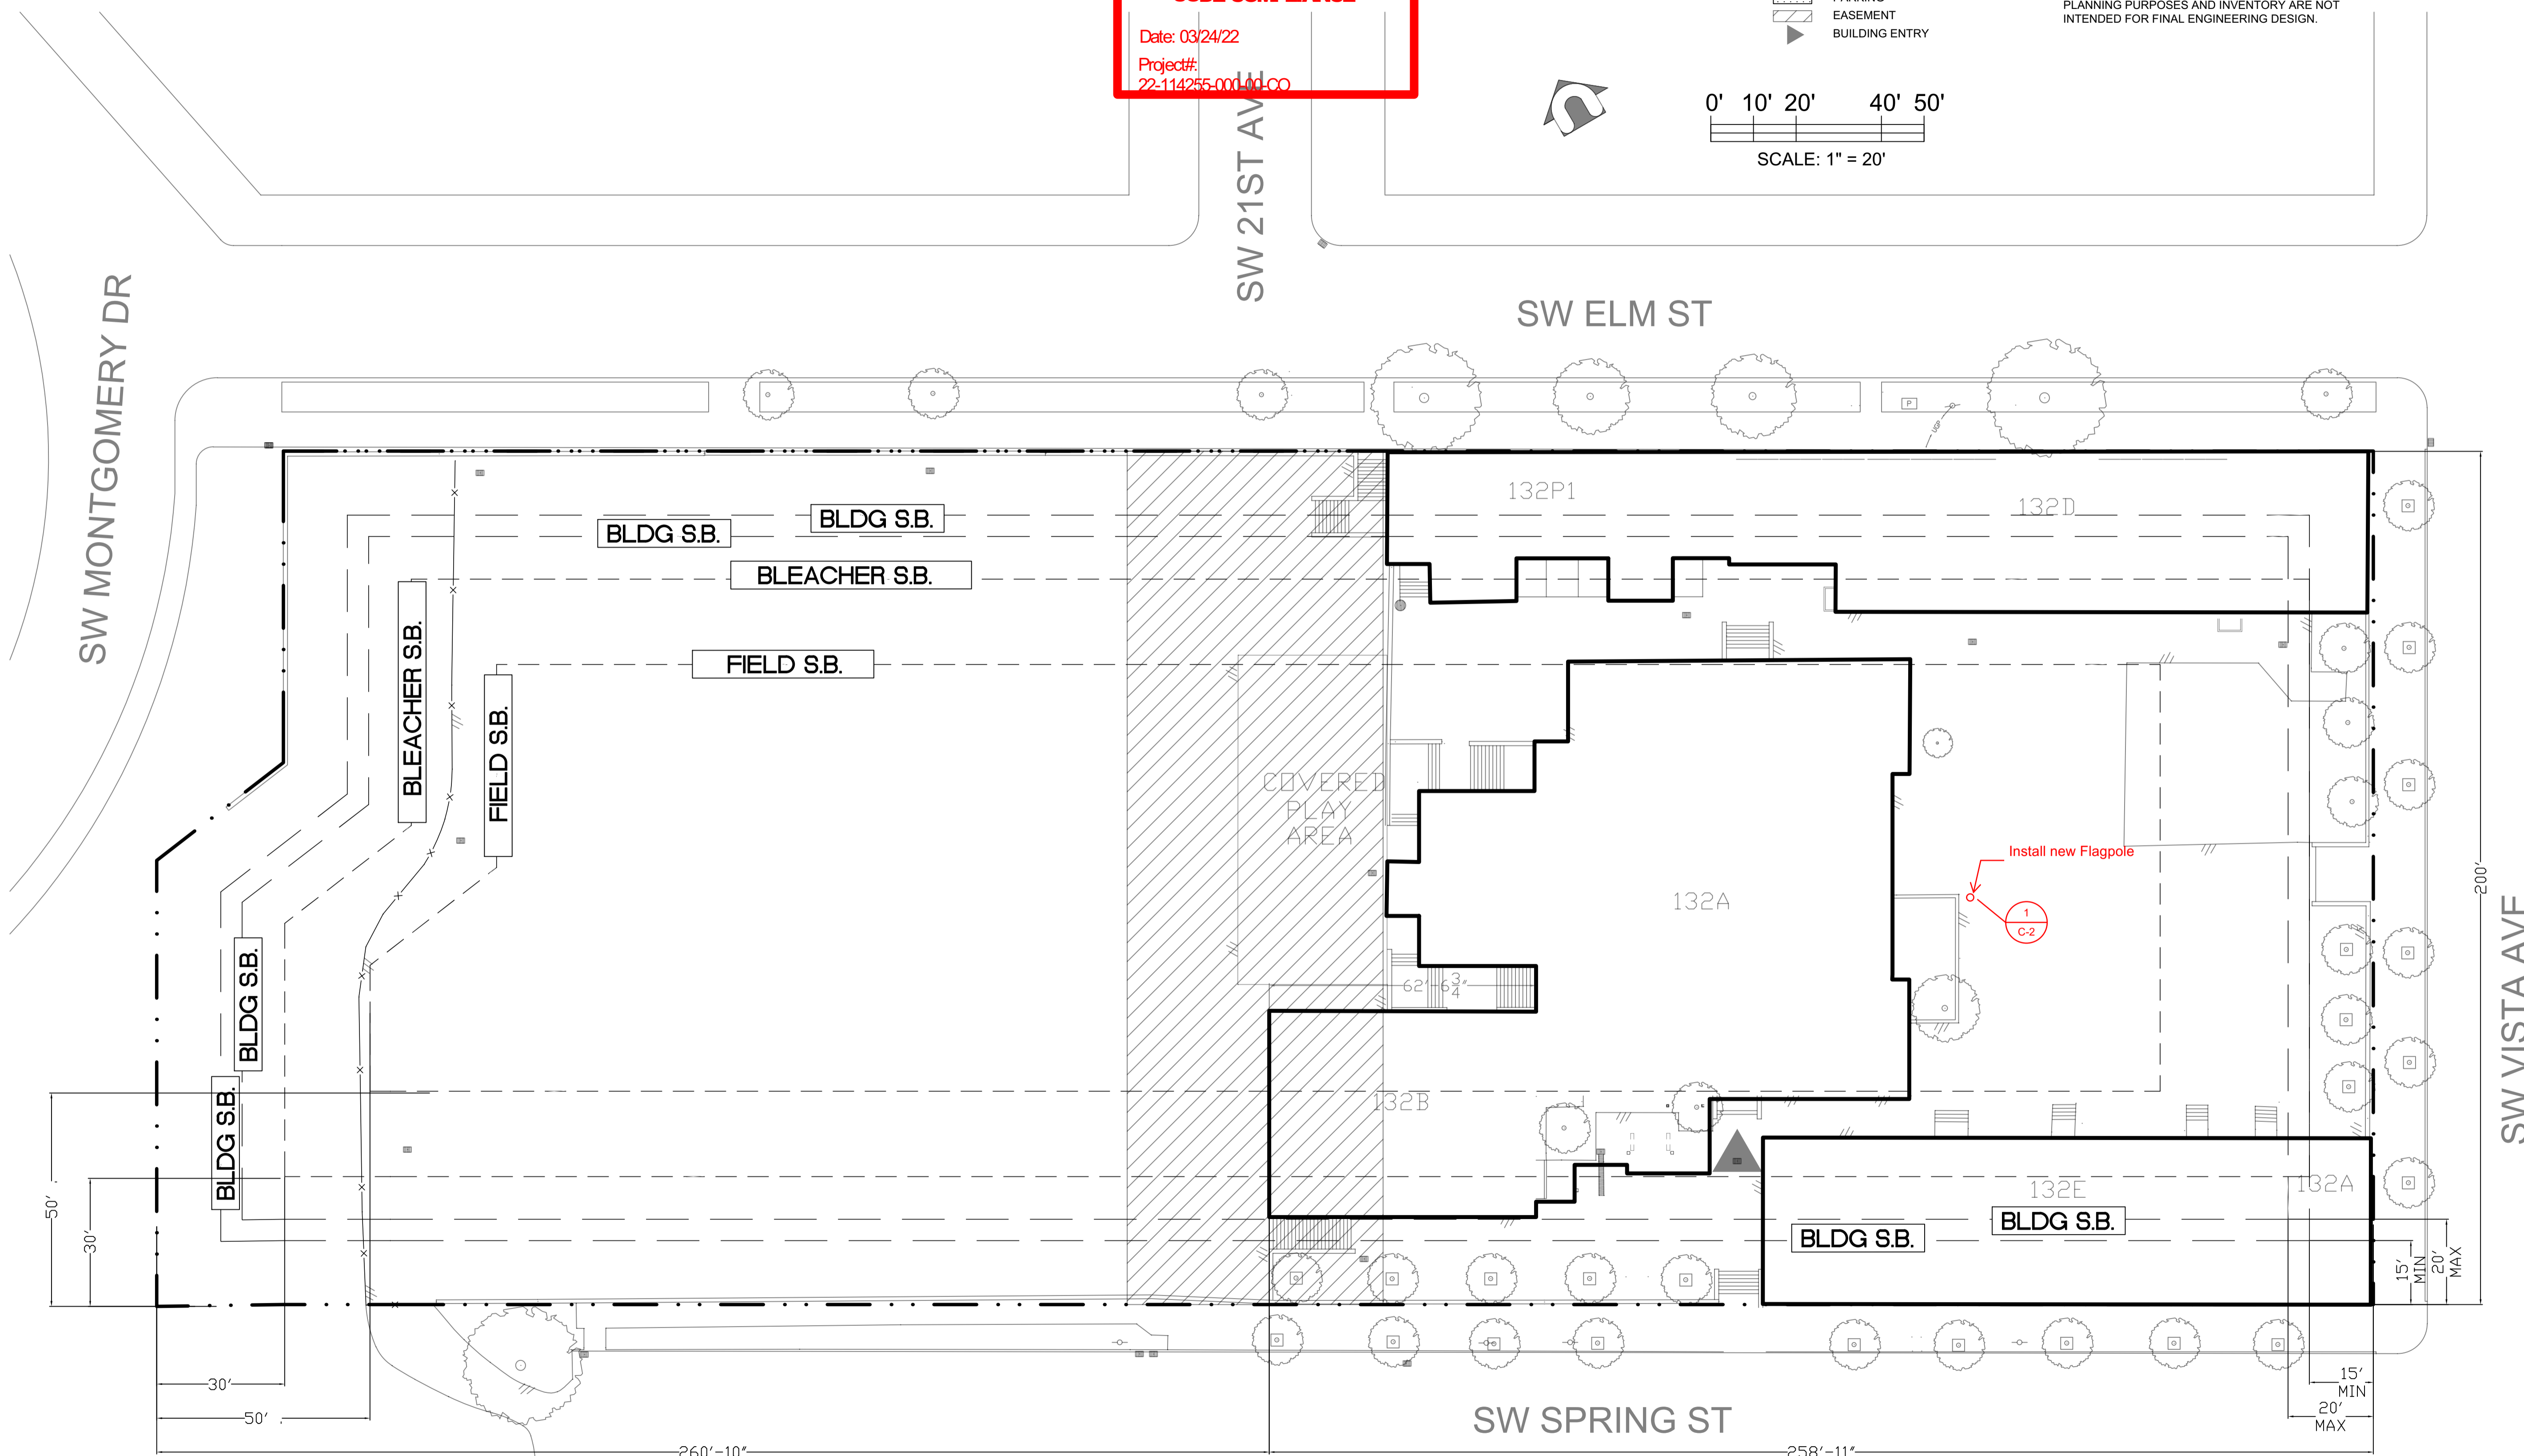 Date: 03/24/22
Project#:
22-114255-000-00-CO
EASEMENT
BUILDING ENTRY
PLANNING PURPOSES AND INVENTORY ARE NOT
INTENDED FOR FINAL ENGINEERING DESIGN.
0' 10' 20' 40' 50'
SCALE: 1" = 20'
SW 21ST AVE
SW MONTGOMERY DR
SW ELM ST
P
132P1
132D
BLDG S.B.
BLDG S.B.
BLEACHER S.B.
FIELD S.B.
BLEACHER S.B.
FIELD S.B.
COVERED
PLAY
AREA
132A
Install new Flagpole
1
C-2
200'
SW VISTA AVE
BLDG S.B.
BLDG S.B.
62'-6 3/4"
132B
132E
132A
BLDG S.B.
BLDG S.B.
50'
30'
15'
MIN
20'
MAX
30'
50'
15'
MIN
20'
MAX
SW SPRING ST
260'-10"
258'-11"